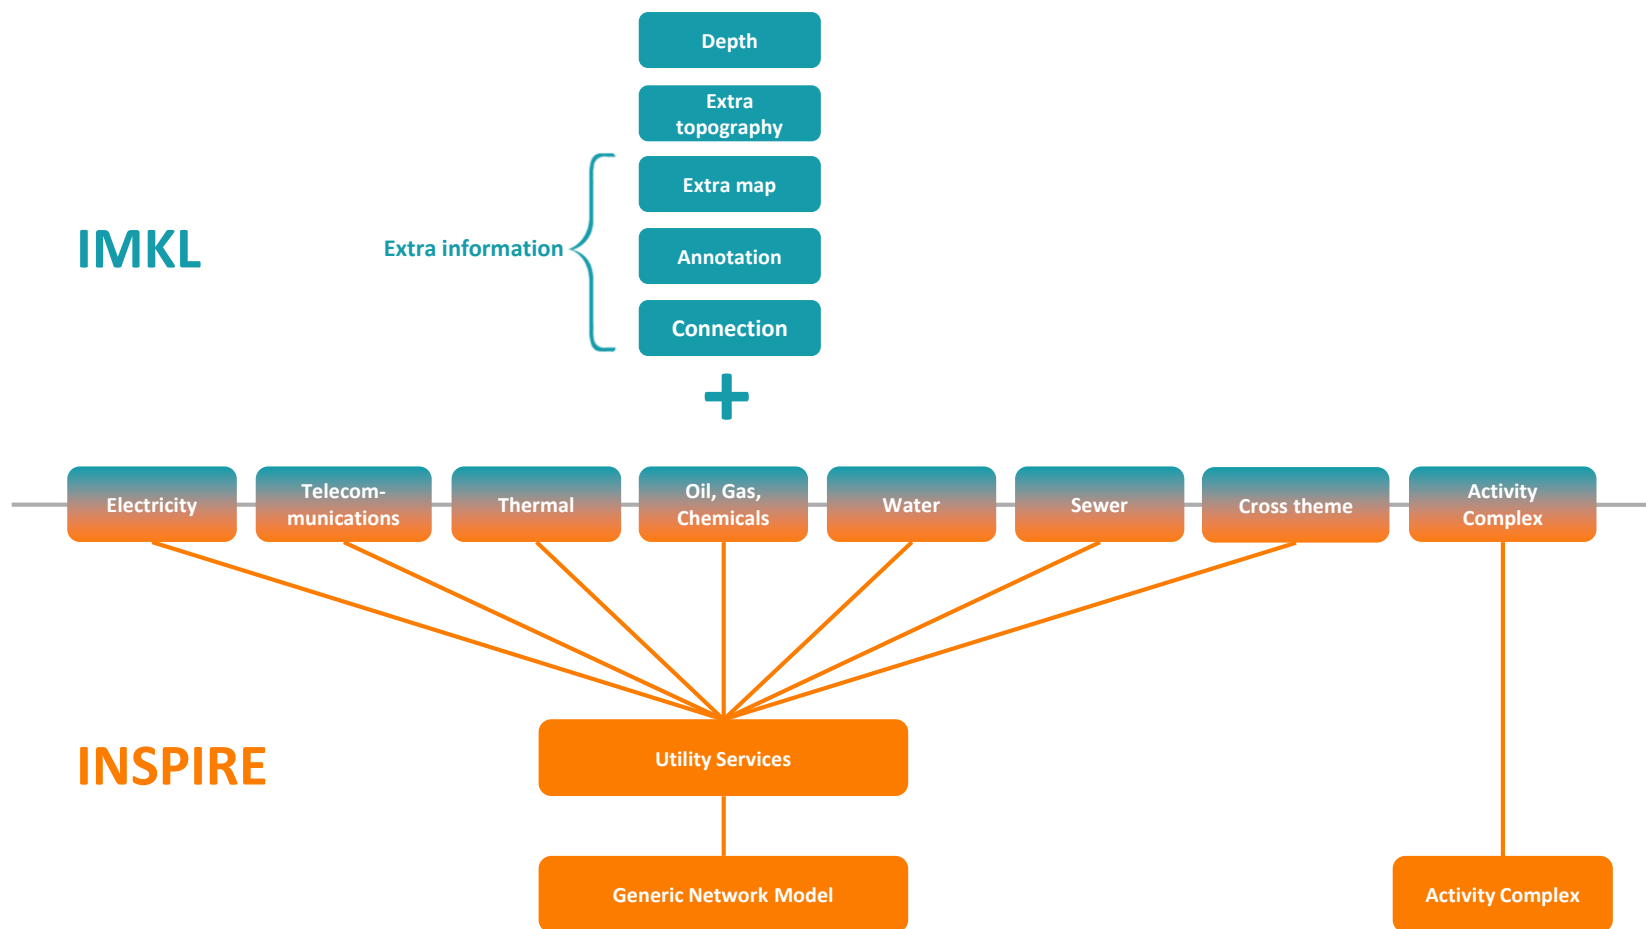 Depth
Extra
topography
Extra map
IMKL
Extra information
Annotation
Connection
+
Electricity
Telecom-
munications
Thermal
Oil, Gas,
Chemicals
Water
Sewer
Cross theme
Activity
Complex
INSPIRE
Utility Services
Generic Network Model
Activity Complex